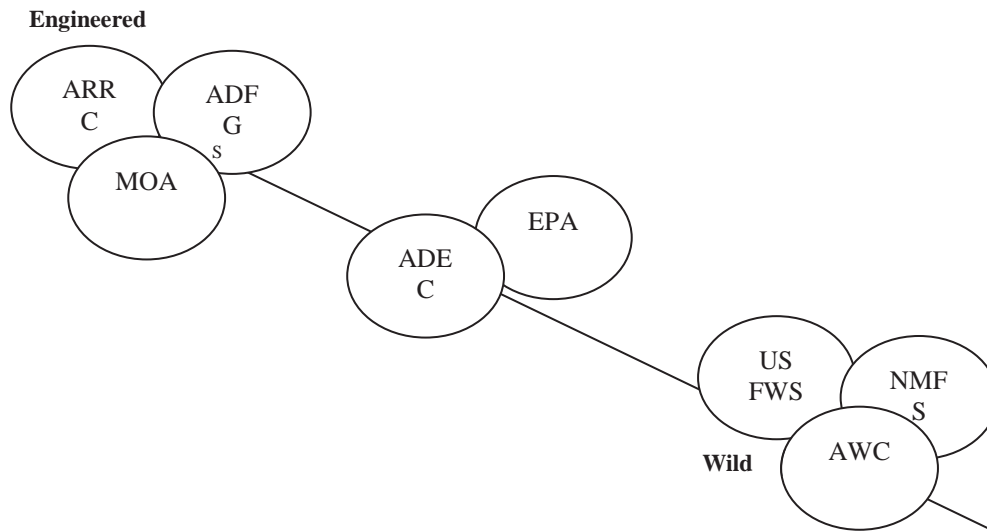 Engineered
ARR
C
ADF
G
S
MOA
EPA
ADE
C
US
FWS
NMF
S
AWC
Wild